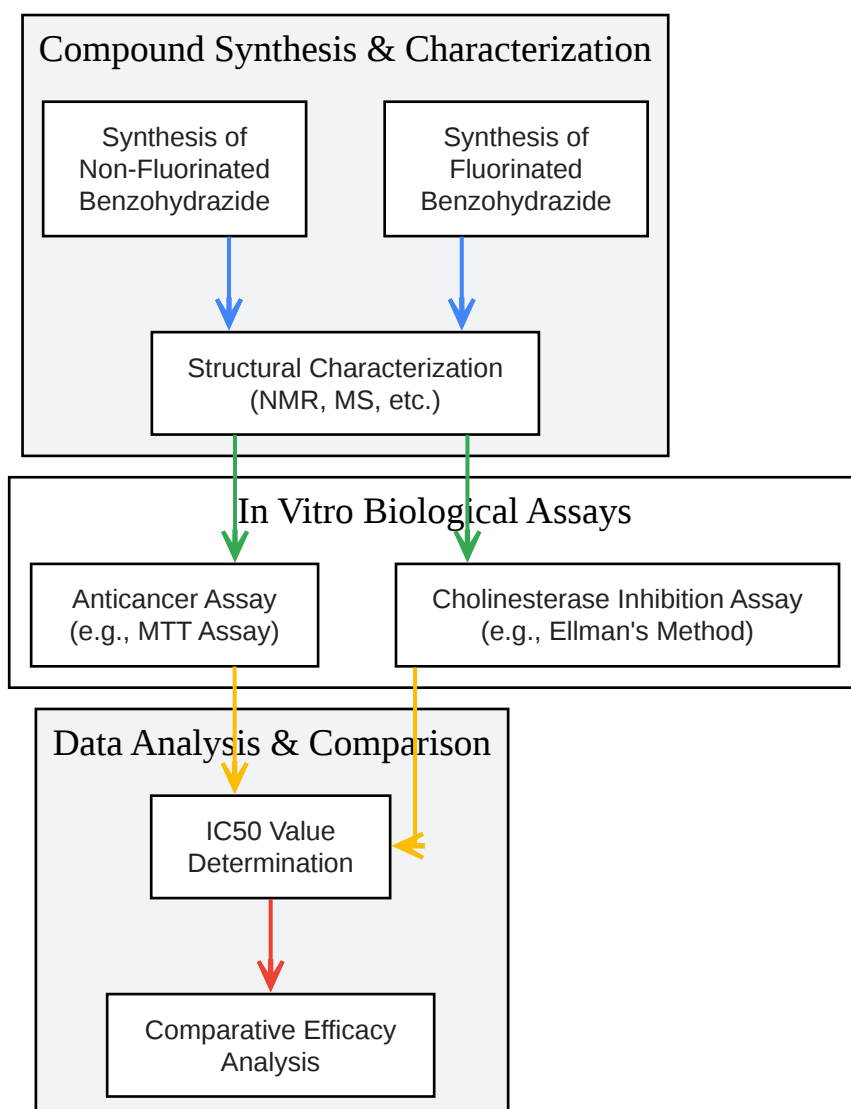 Compound Synthesis & Characterization
Synthesis of
Non-Fluorinated
Benzohydrazide
Synthesis of
Fluorinated
Benzohydrazide
Structural Characterization
(NMR, MS, etc.)
In Vitro Biological Assays
Anticancer Assay
(e.g., MTT Assay)
Cholinesterase Inhibition Assay
(e.g., Ellman's Method)
Data Analysis & Comparison
IC50 Value
Determination
Comparative Efficacy
Analysis